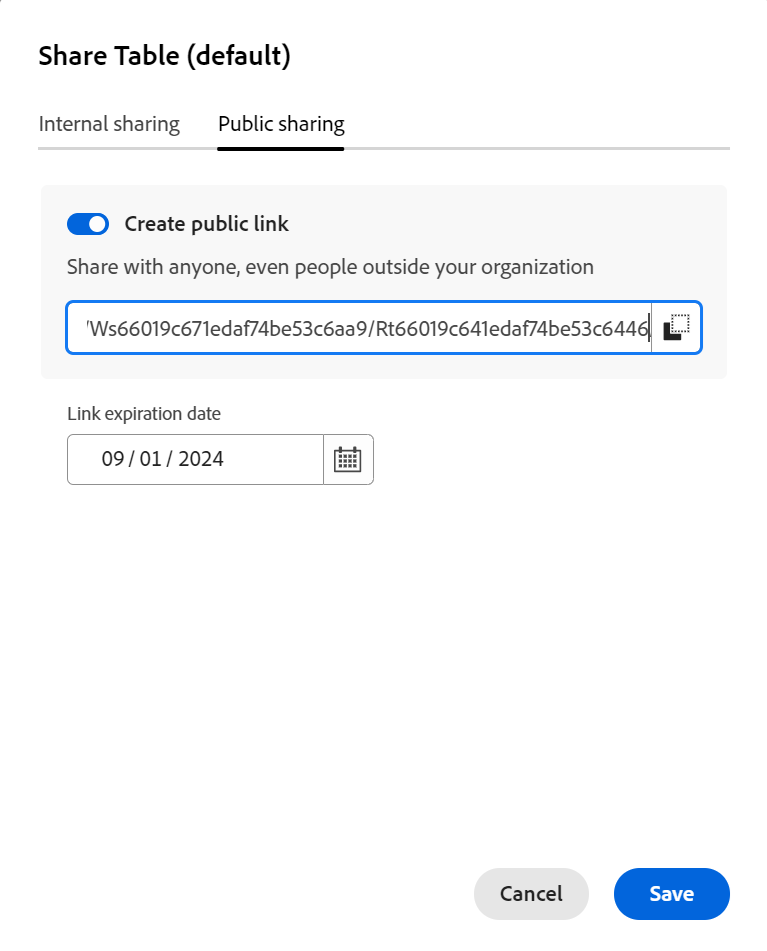 Share Table (default)
Internal sharing Public sharing
Create public link
Share with anyone, even people outside your organization
/Ws66019c671edaf74be53c6aa9/Rt66019c641edaf74be53c6446
Link expiration date
09 / 01 / 2024
Cancel Save